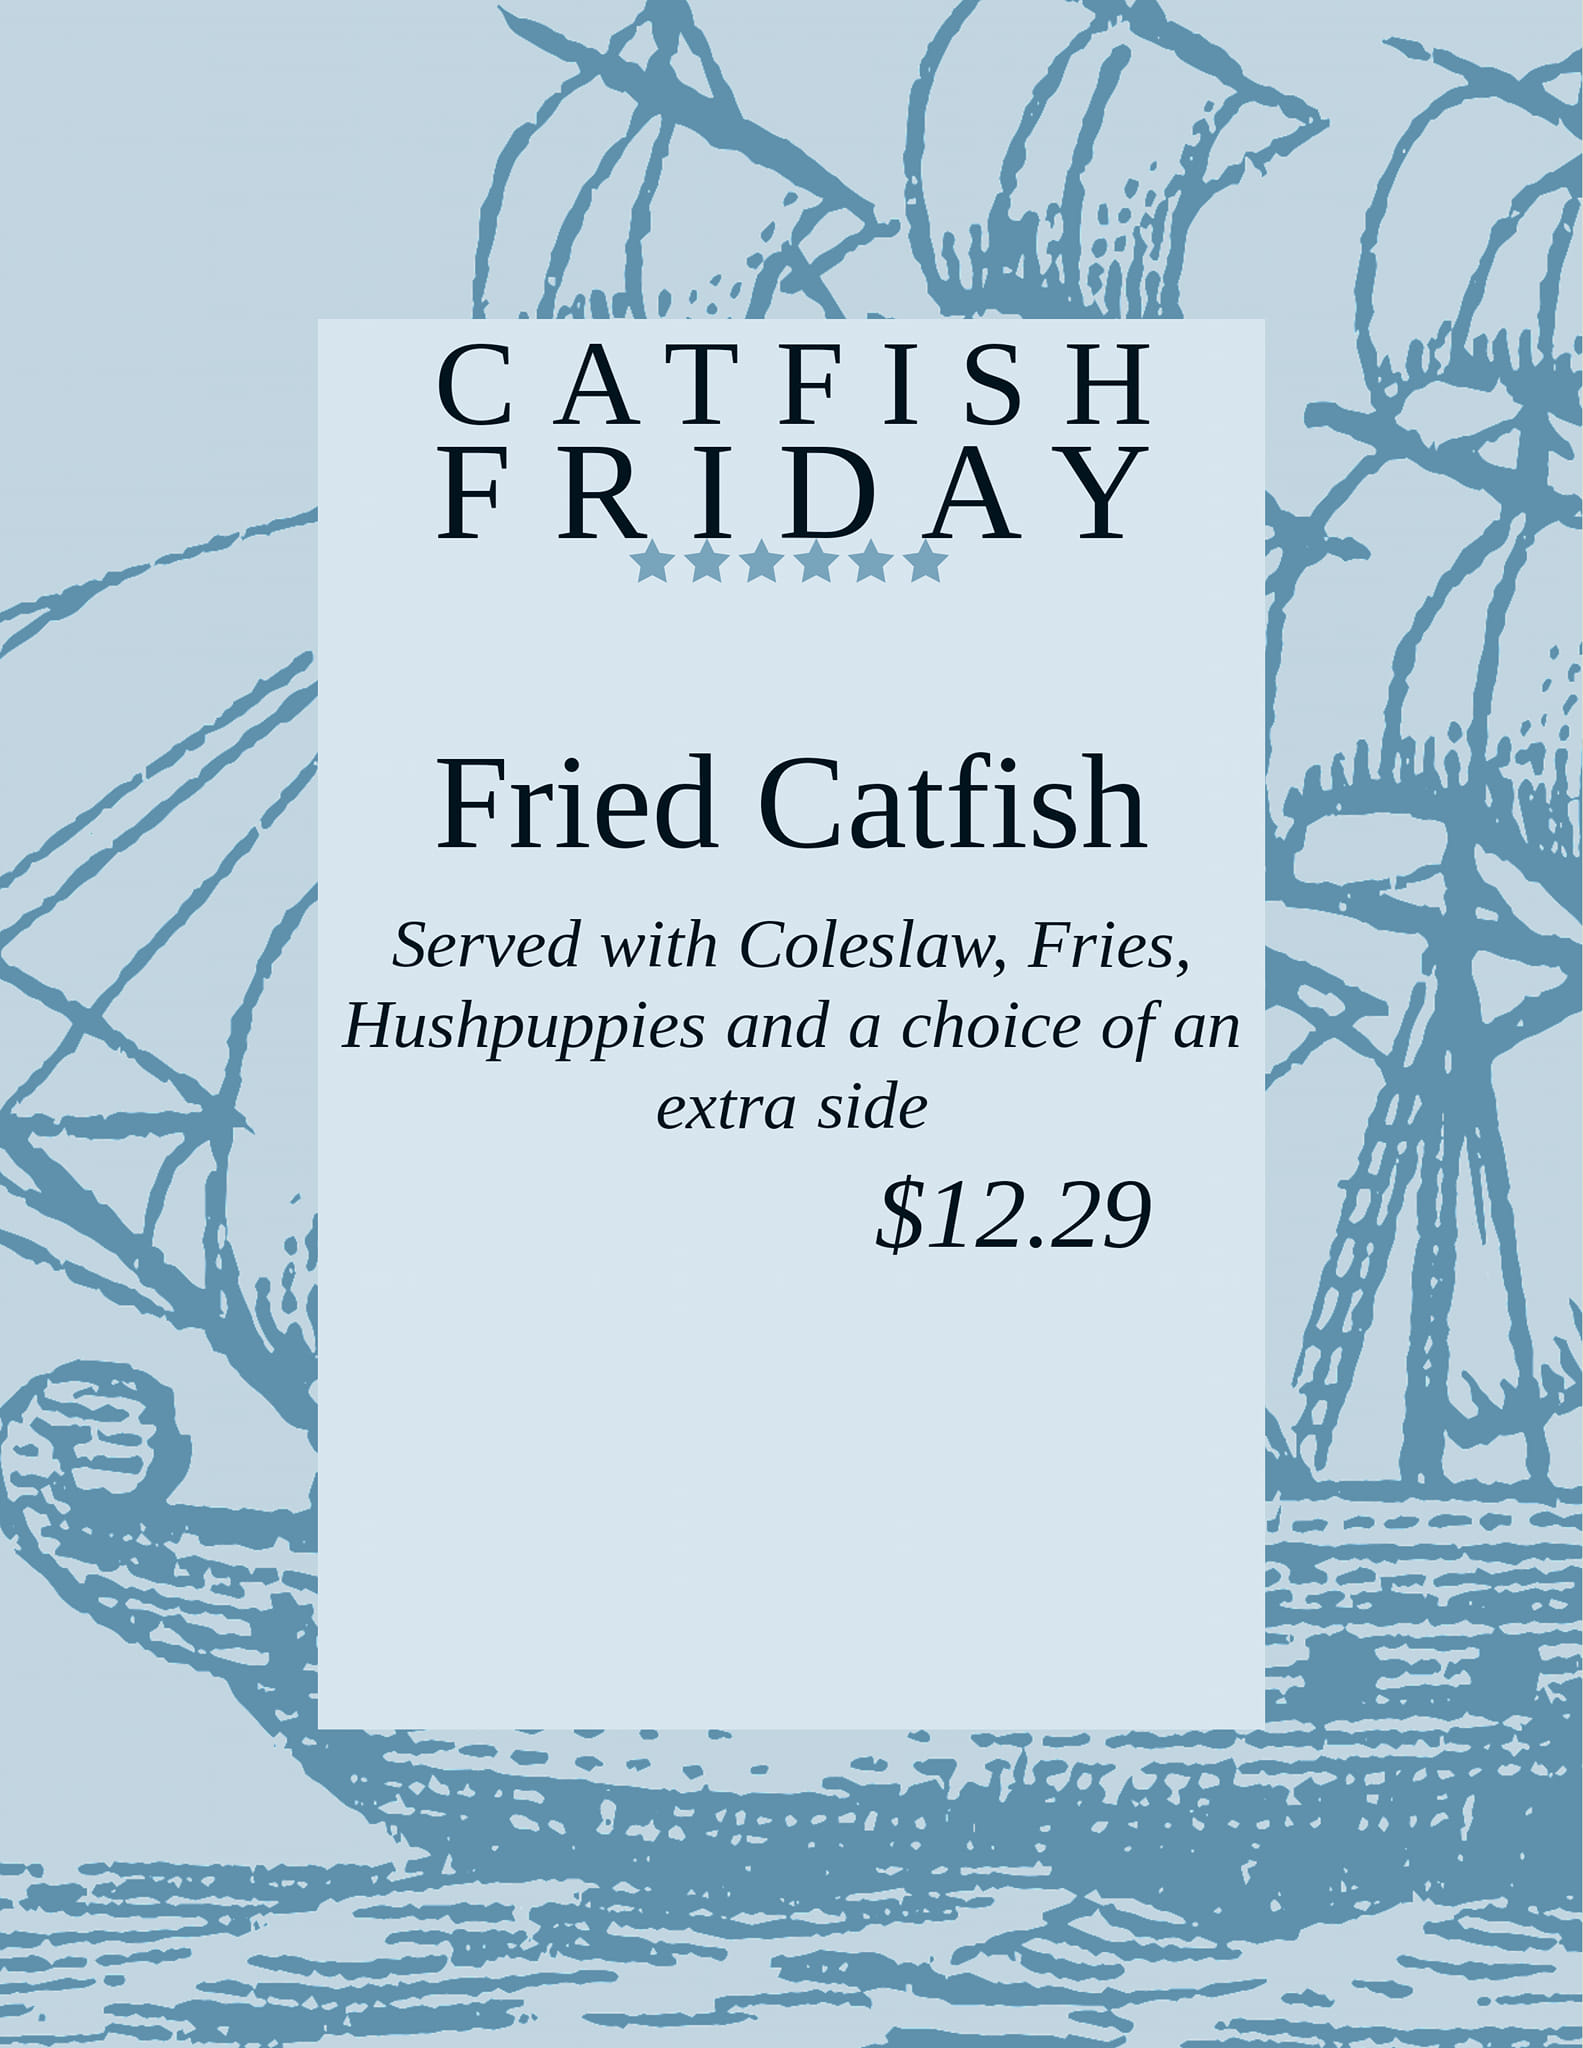 CATFISH
FRIDAY
Fried Catfish
Served with Coleslaw, Fries,
Hushpuppies and a choice of an
extra side
$12.29